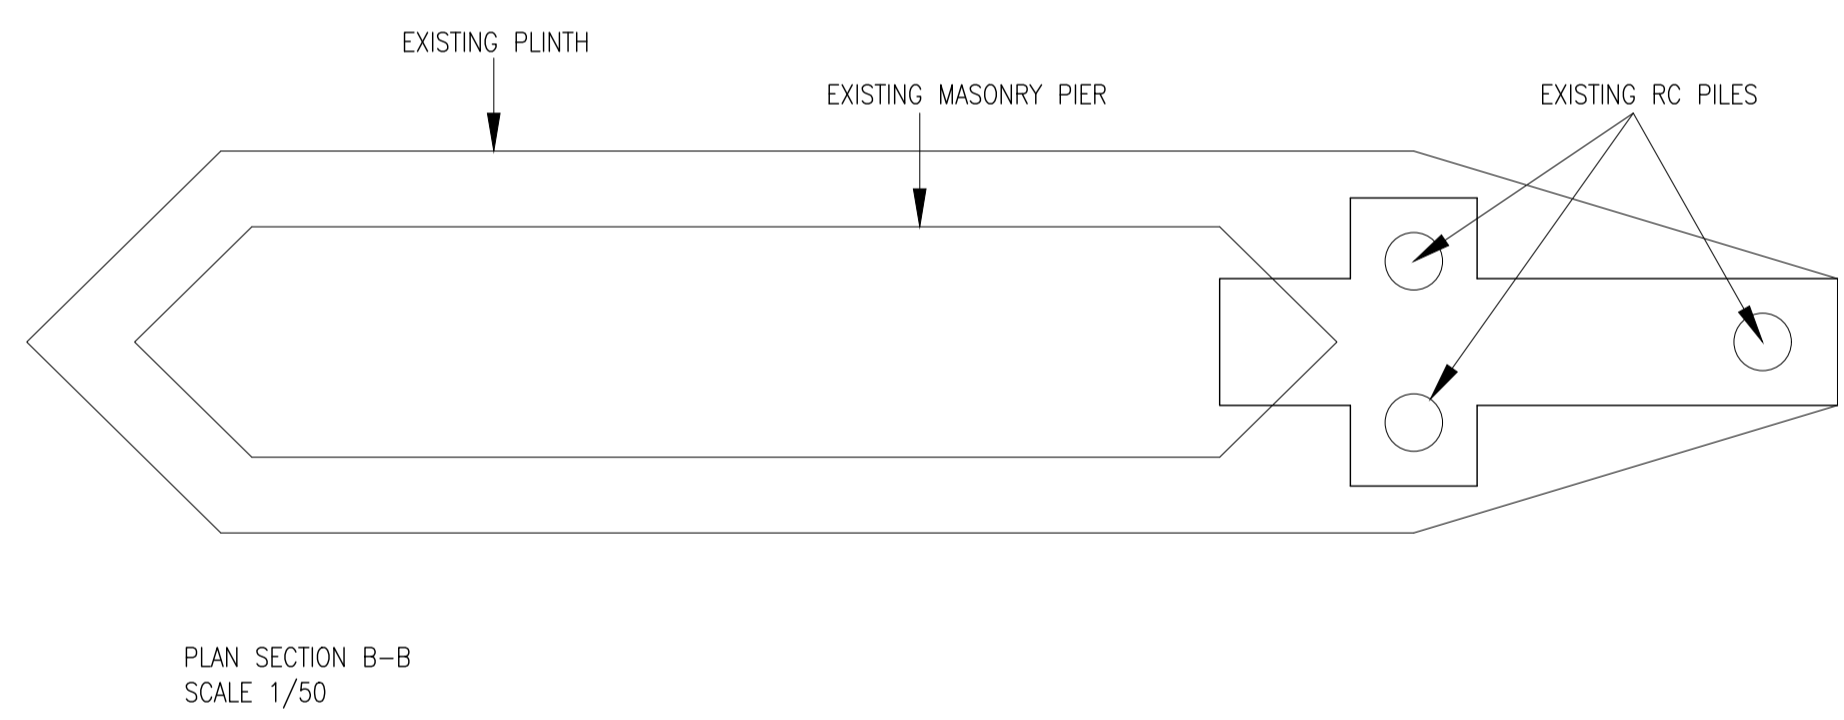 EXISTING PLINTH
EXISTING MASONRY PIER
EXISTING RC PILES
PLAN SECTION B-B
SCALE 1/50